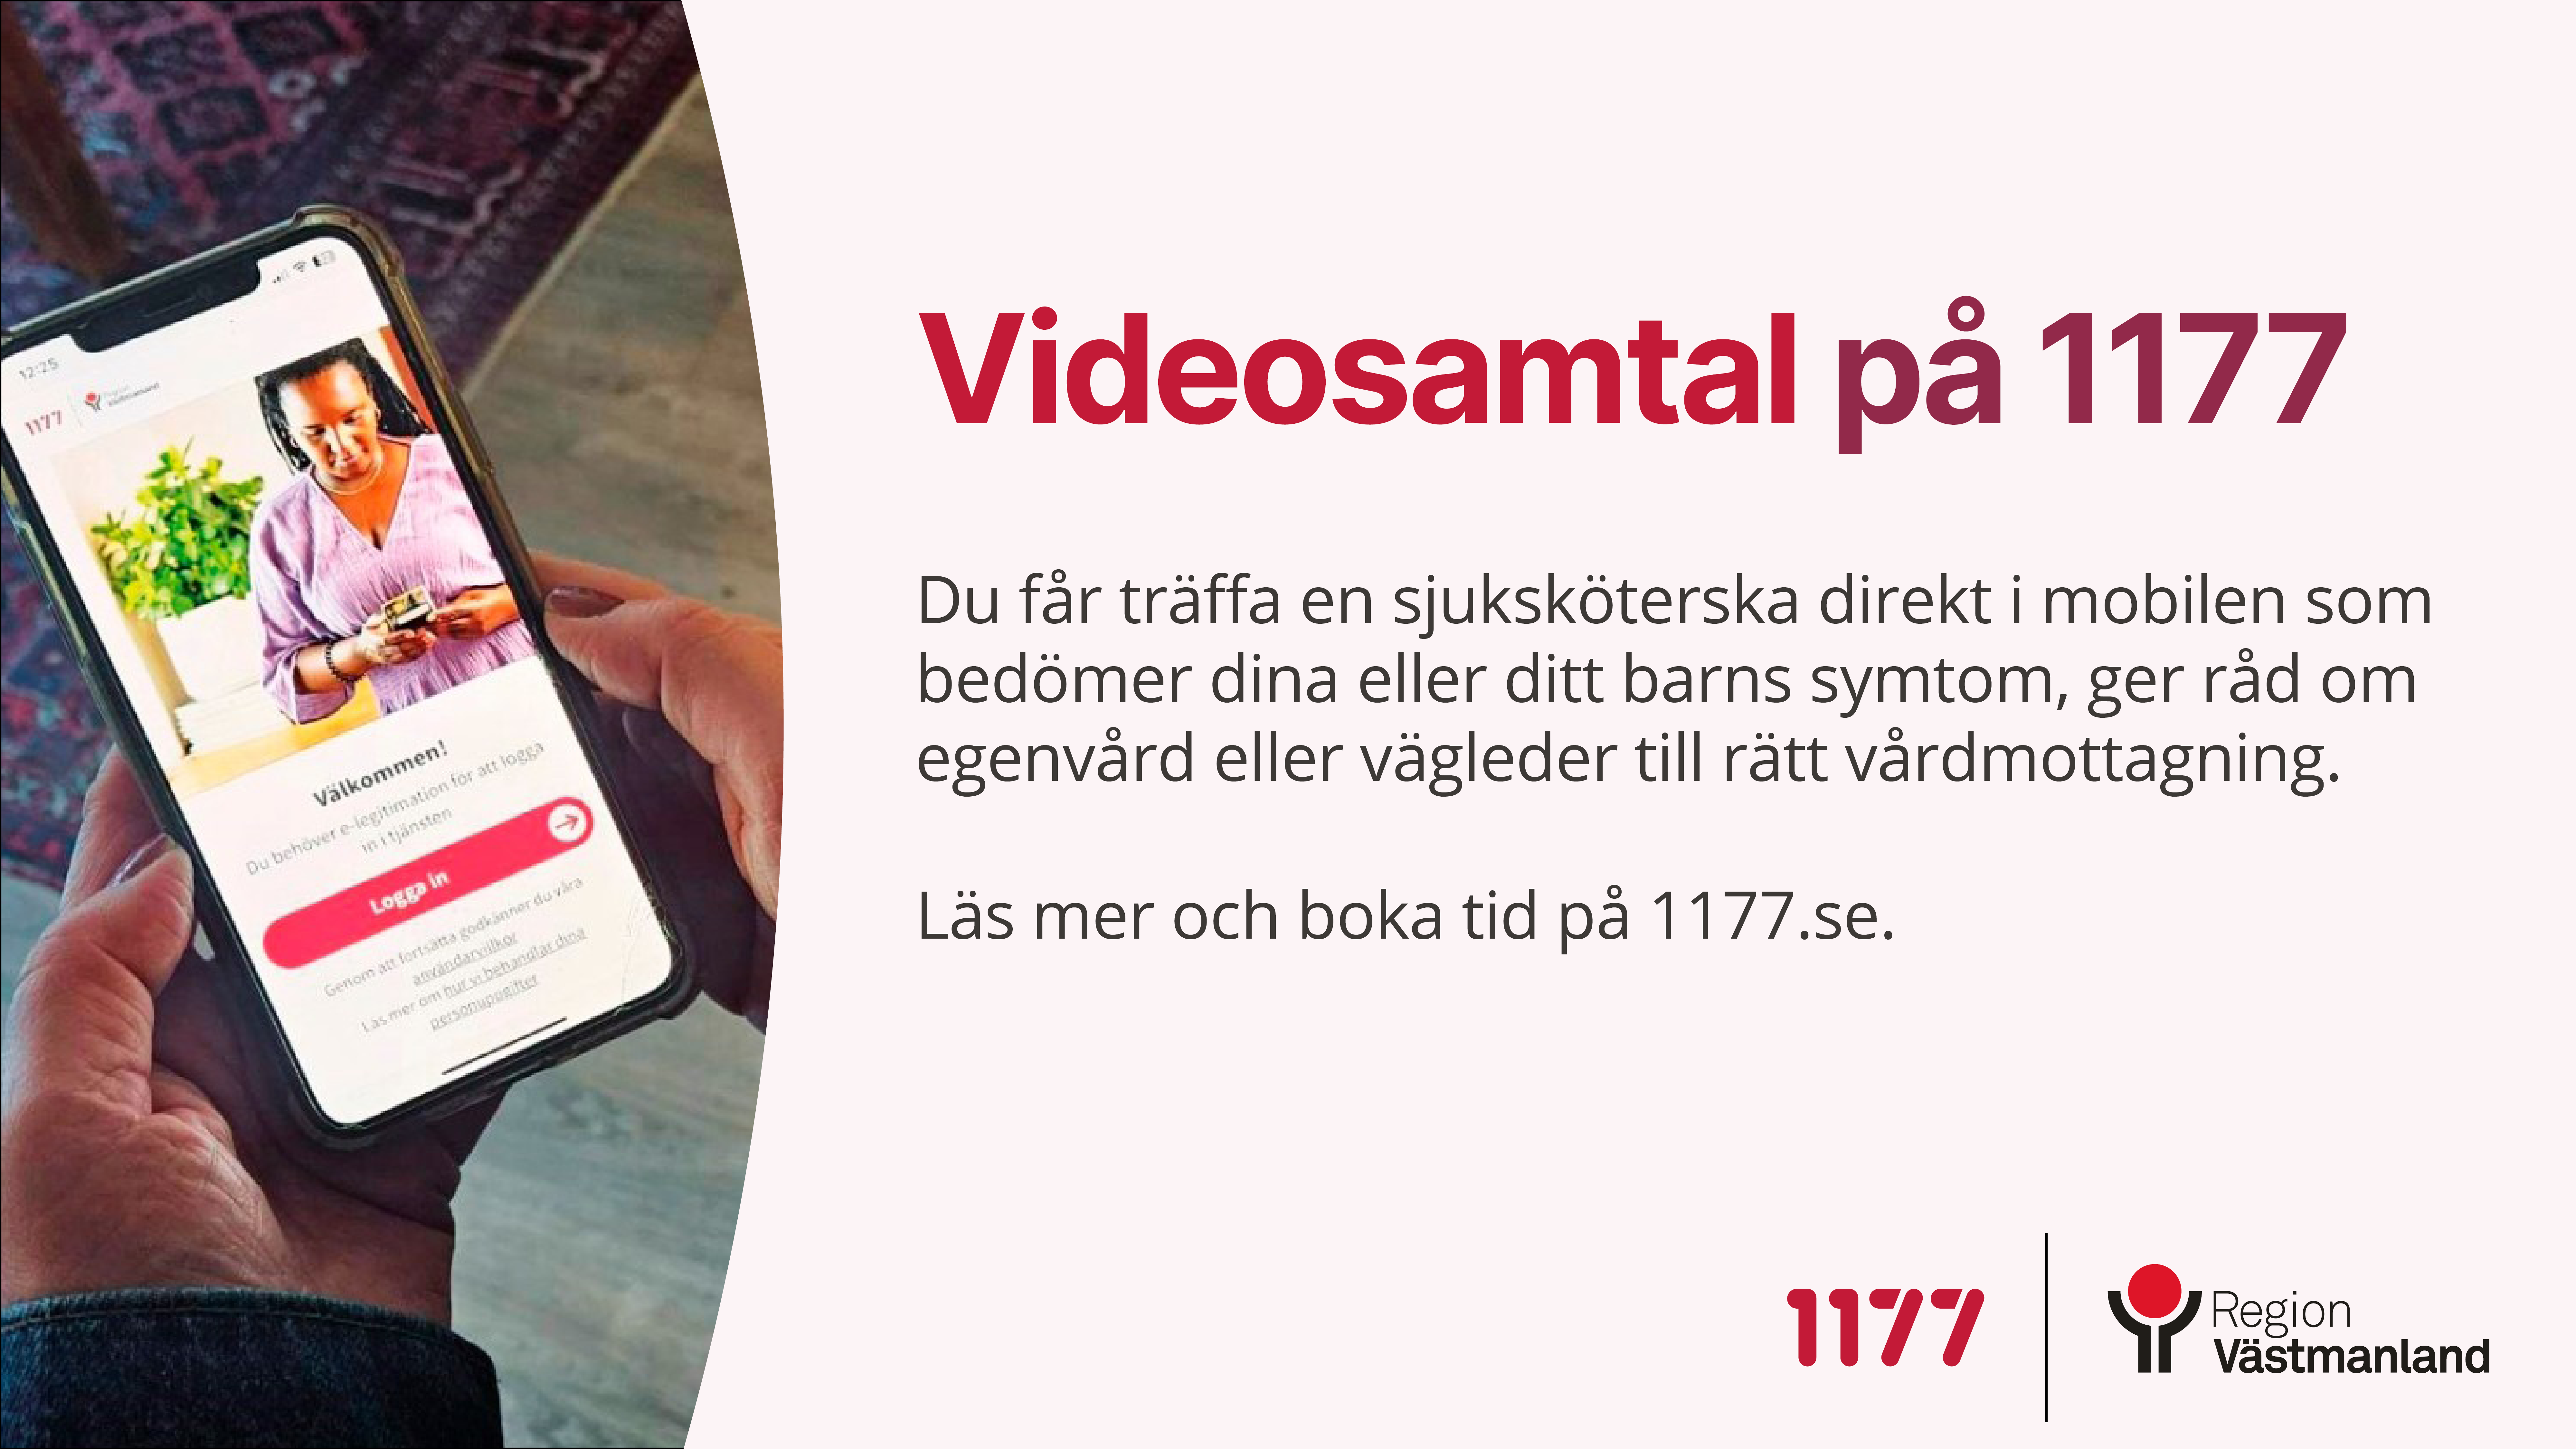 Videosamtal på 1177
Du får träffa en sjuksköterska direkt i mobilen som
bedömer dina eller ditt barns symtom, ger råd om
egenvård eller vägleder till rätt vårdmottagning.
Läs mer och boka tid på 1177.se.
12:25
1177
Region
Västmanland
Välkommen!
Du behöver e-legitimation för att logga
in i tjänsten
Logga in
Genom att fortsätta godkänner du våra
användarvillkor
Läs mer om hur vi behandlar dina
personuppgifter
1177
Region
Västmanland